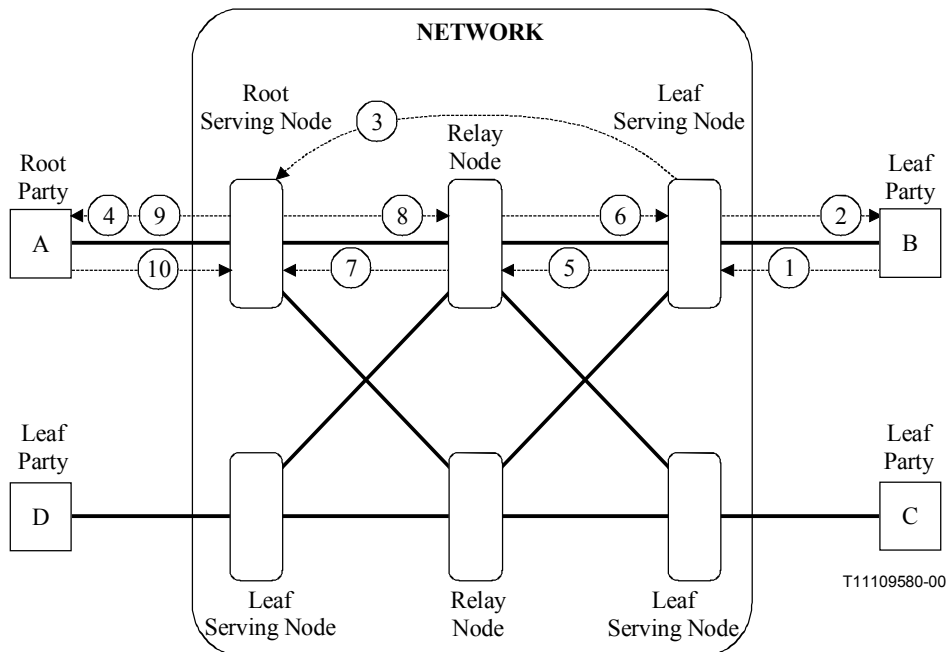 NETWORK
Root
Serving Node
3
Leaf
Serving Node
Relay
Node
Root
Party
Leaf
Party
4
9
8
6
2
A
B
10
7
5
1
Leaf
Party
Leaf
Party
D
C
T11109580-00
Leaf
Serving Node
Relay
Node
Leaf
Serving Node